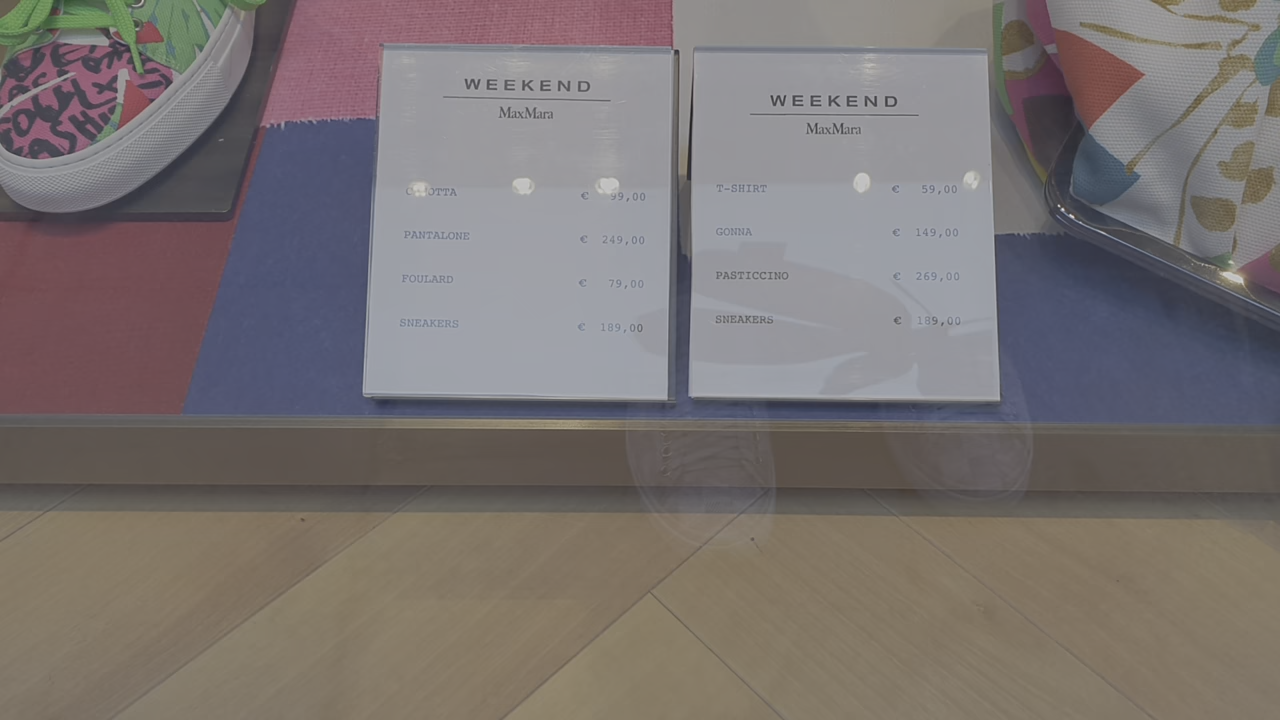 WEEKEND
MaxMara
€ 99,00
PANTALONE € 249,00
FOULARD € 79,00
SNEAKERS € 189,00
WEEKEND
MaxMara
T-SHIRT € 59,00
GONNA € 149,00
PASTICCINO € 269,00
SNEAKERS € 189,00